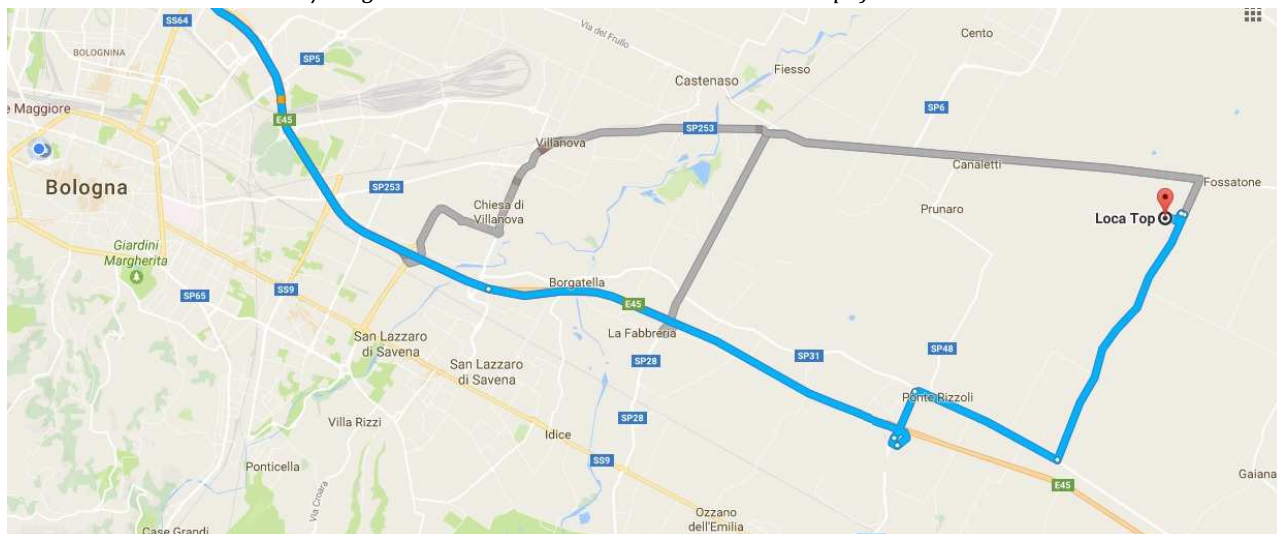 SS64
Via del Frullo
Cento
BOLOGNINA
SP5
Fiesso
Castenaso
e Maggiore
SP6
E45
Villanova
SP253
Canaletti
Fossatone
Bologna
SP253
Chiesa di
Villanova
Prunaro
Loca Top
Giardini
Margherita
SP65
SS9
Borgatella
E45
La Fabbreria
San Lazzaro
di Savena
SP31
SP48
San Lazzaro
di Savena
SP28
Ponte Rizzoli
Villa Rizzi
SP28
Idice
SS9
Ponticella
Via Croara
E45
Gaiana
Ozzano
dell'Emilia
Case Grandi